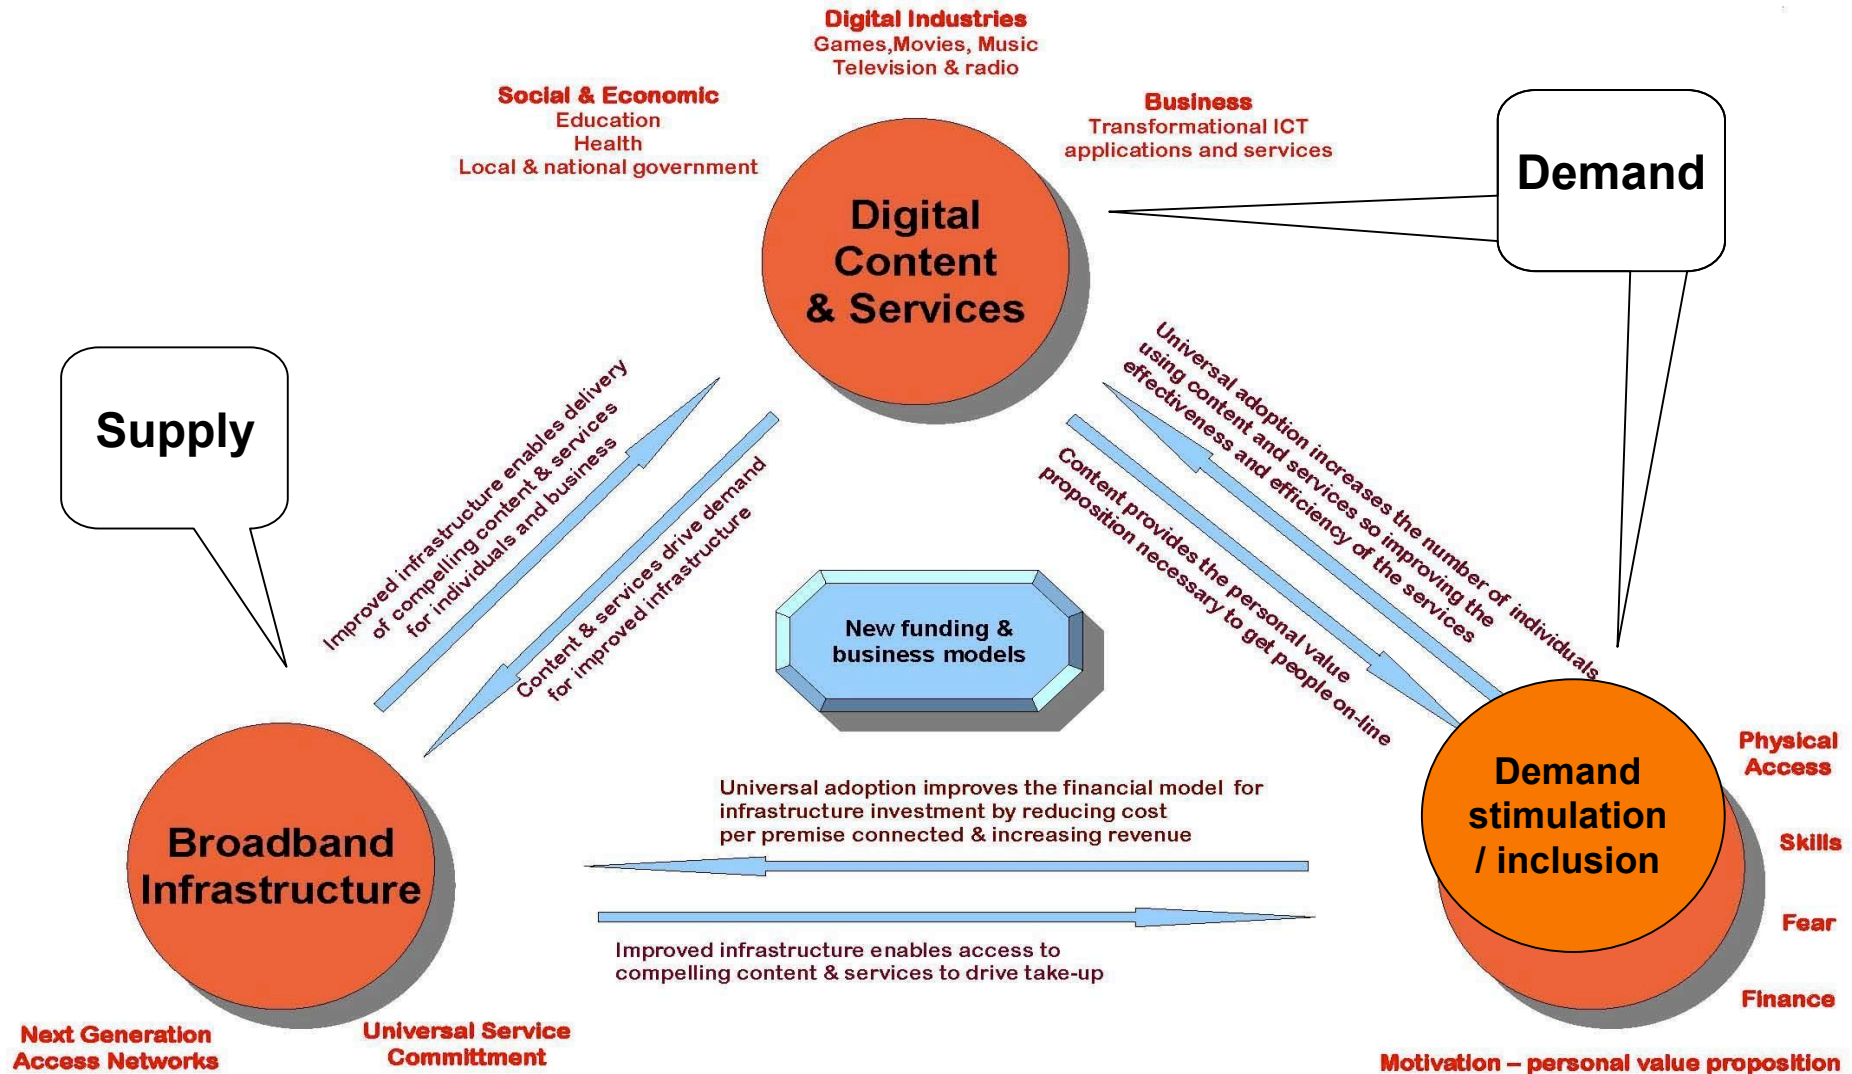 Digital Industries
Games,Movies, Music
Television & radio
Social & Economic
Education
Health
Local & national government
Business
Transformational ICT
applications and services
Demand
Digital
Content
& Services
Supply
Improved infrastructure enables delivery
of compelling content & services
for individuals and business
Content & services drive demand
for improved infrastructure
Universal adoption increases the number of individuals
using content and services so improving the
effectiveness and efficiency of the services
Content provides the personal value
proposition necessary to get people on-line
New funding &
business models
Broadband
Infrastructure
Universal adoption improves the financial model for
infrastructure investment by reducing cost
per premise connected & increasing revenue
Improved infrastructure enables access to
compelling content & services to drive take-up
Demand
stimulation
/ inclusion
Physical
Access
Skills
Fear
Finance
Motivation – personal value proposition
Next Generation
Access Networks
Universal Service
Committment